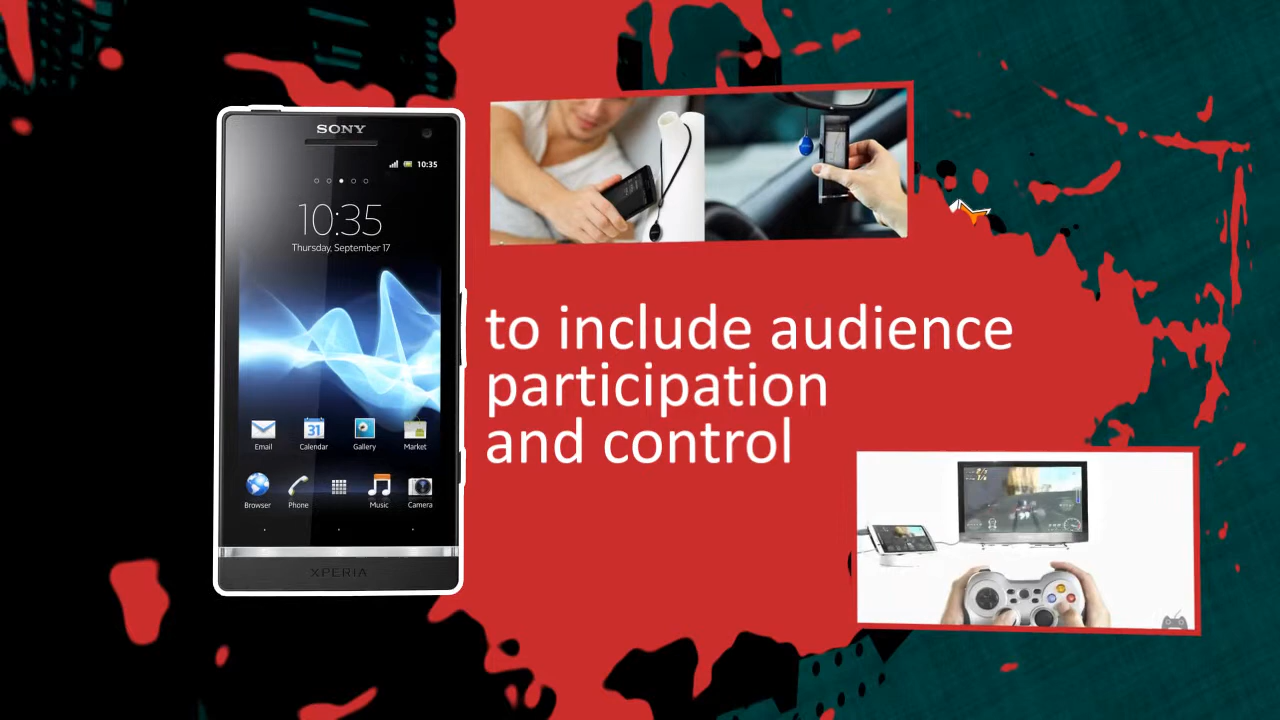 SONY
10:35
10:35
Thursday, September 17
Email Calendar Gallery Market
31
Browser Phone Music Camera
XPERIA
to include audience
participation
and control